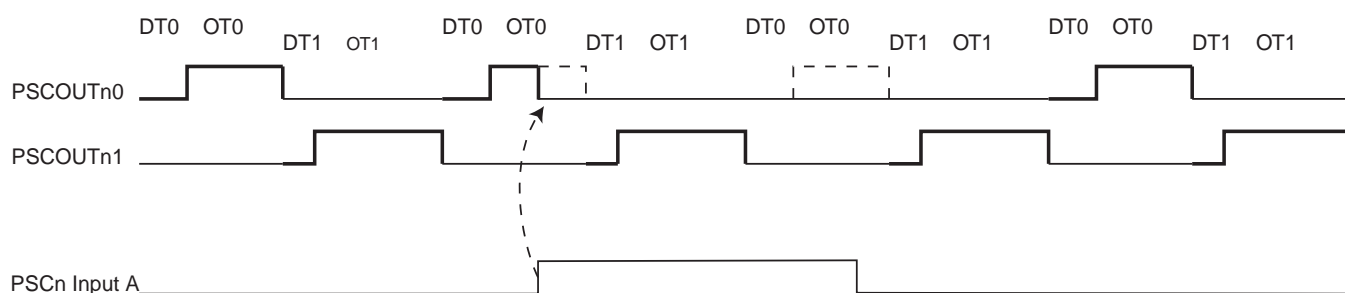 DT0 OT0 DT0 OT0 DT0 OT0 DT0 OT0
DT1 OT1 DT1 OT1 DT1 OT1 DT1 OT1
PSCOUTn0
PSCOUTn1
PSCn Input A